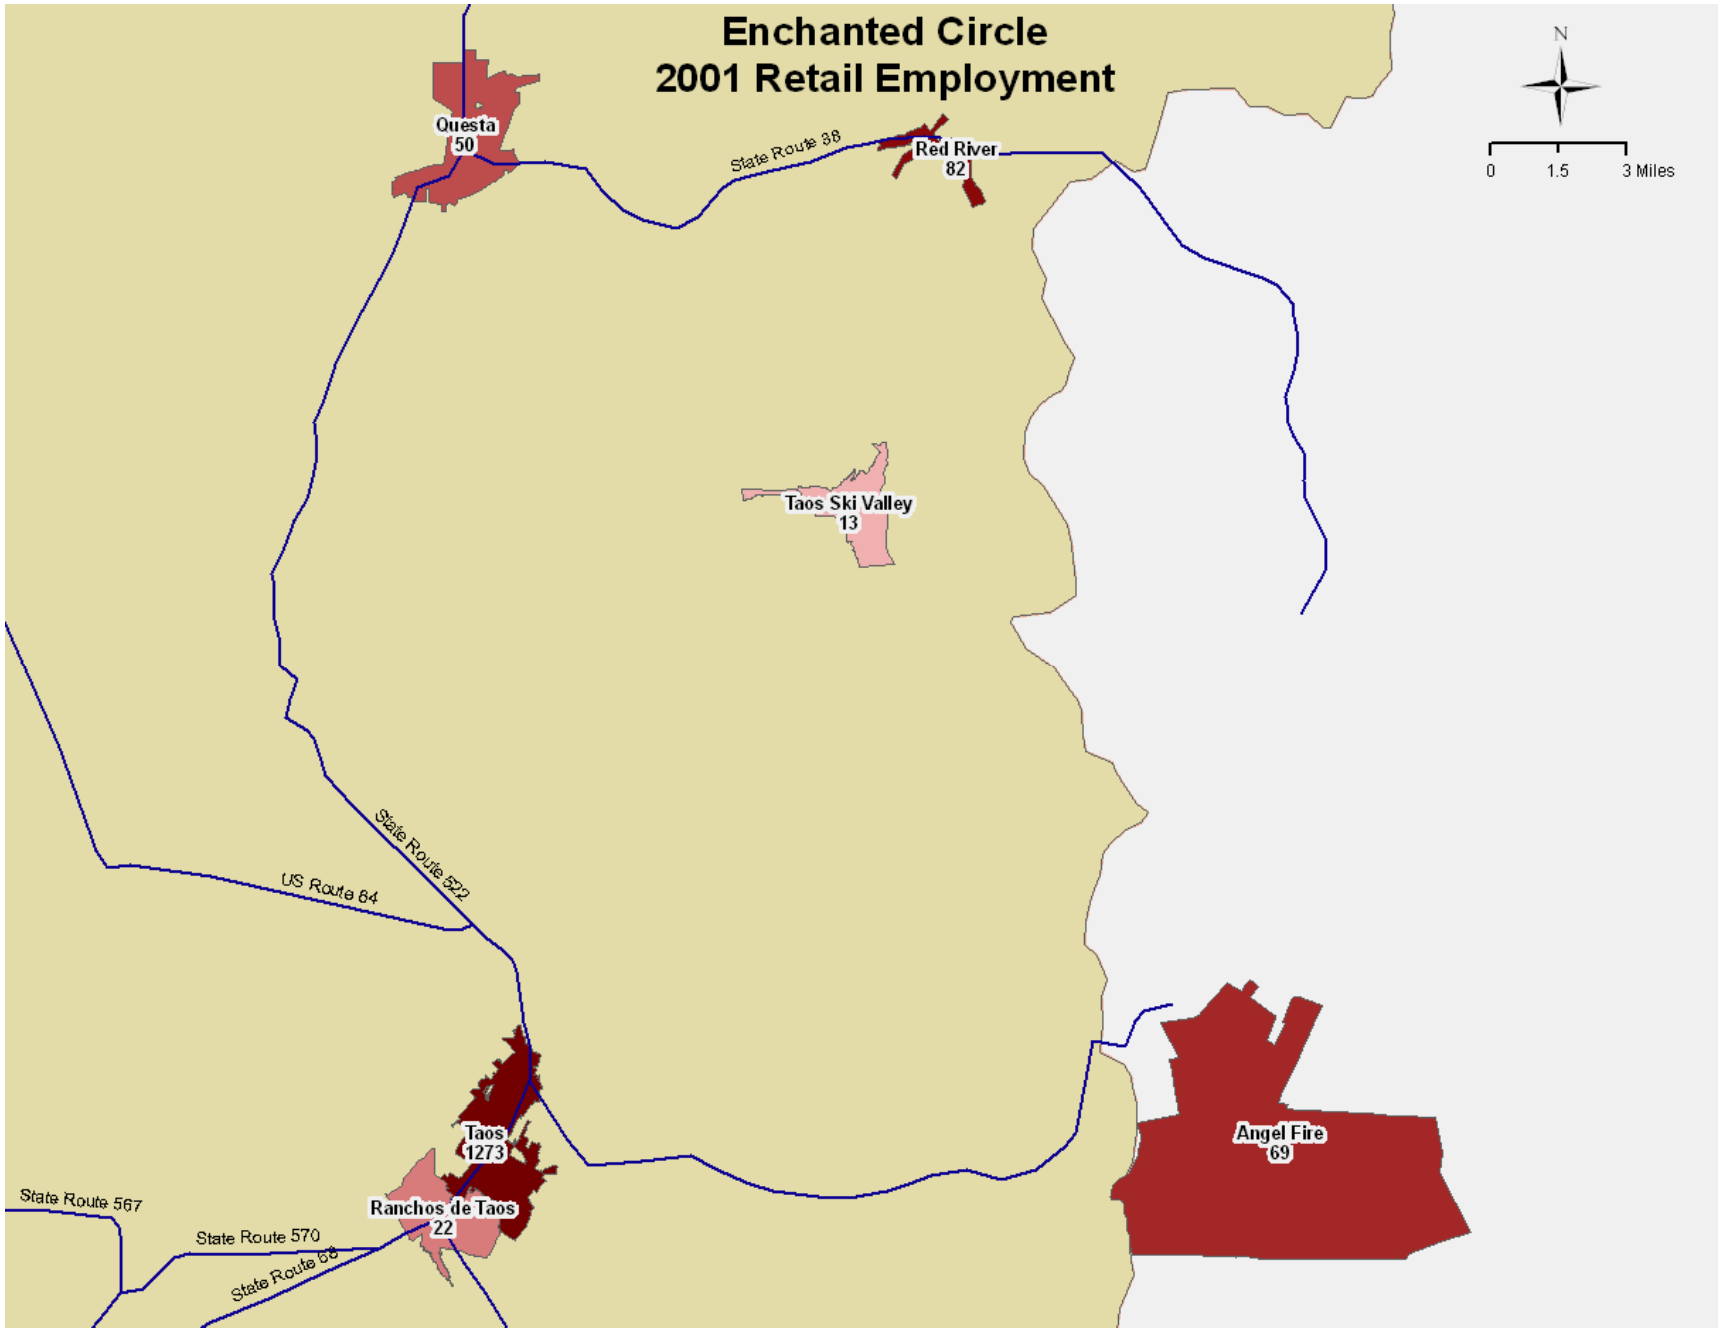 Enchanted Circle
2001 Retail Employment
N
0 1.5 3 Miles
Questa
50
State Route 38
Red River
82
Taos Ski Valley
13
State Route 522
US Route 64
Taos
1273
Angel Fire
69
Ranchos de Taos
22
State Route 567
State Route 570
State Route 68